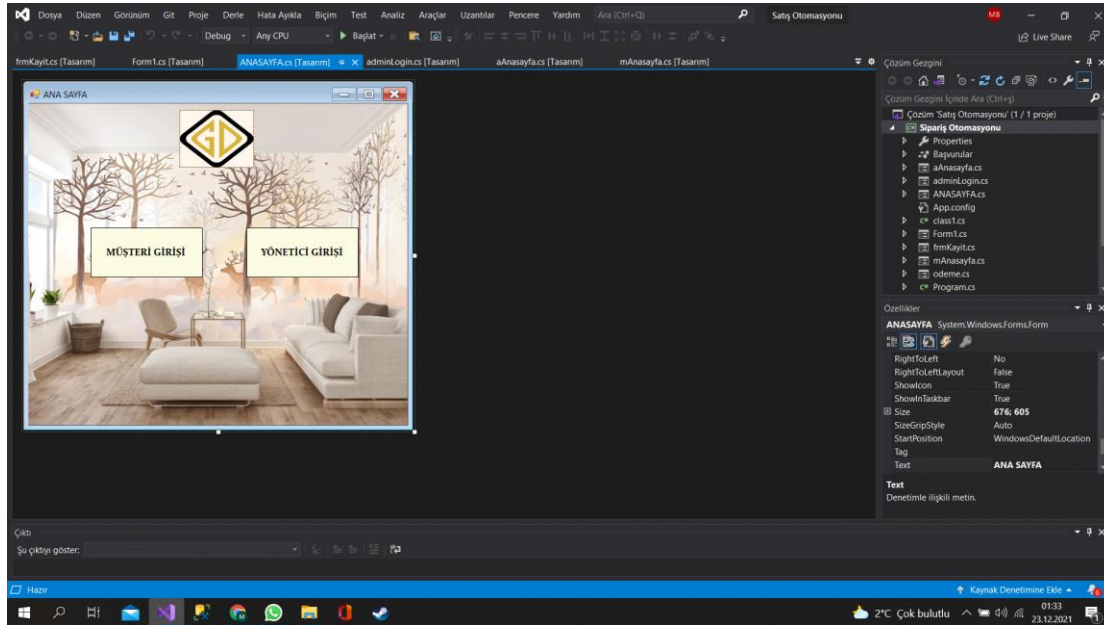 Dosya Düzen Görünüm Git Proje Derle Hata Ayıkla Biçim Test Analiz Araçlar Uzantılar Pencere Yardım Ara (Ctrl+Q) Satış Otomasyonu MB
Debug Any CPU Başlat Live Share
frmKayit.cs [Tasarım] Form1.cs [Tasarım] ANASAYFA.cs [Tasarım] adminLogin.cs [Tasarım] aAnasayfa.cs [Tasarım] mAnasayfa.cs [Tasarım]
ANA SAYFA
GD
MÜŞTERİ GİRİŞİ YÖNETİCİ GİRİŞİ
Çözüm Gezgini
Çözüm Gezgini İçinde Ara (Ctrl+ş)
Çözüm 'Satış Otomasyonu' (1 / 1 proje)
Sipariş Otomasyonu
Properties
Başvurular
aAnasayfa.cs
adminLogin.cs
ANASAYFA.cs
App.config
class1.cs
Form1.cs
frmKayit.cs
mAnasayfa.cs
odeme.cs
Program.cs
Özellikler
ANASAYFA System.Windows.Forms.Form
RightToLeft No
RightToLeftLayout False
ShowIcon True
ShowInTaskbar True
Size 676; 605
SizeGripStyle Auto
StartPosition WindowsDefaultLocation
Tag
Text ANA SAYFA
Text
Denetimle ilişkili metin.
Çıktı
Şu çıktıyı göster:
Hazır Kaynak Denetimine Ekle
2°C Çok bulutlu 01:33
23.12.2021